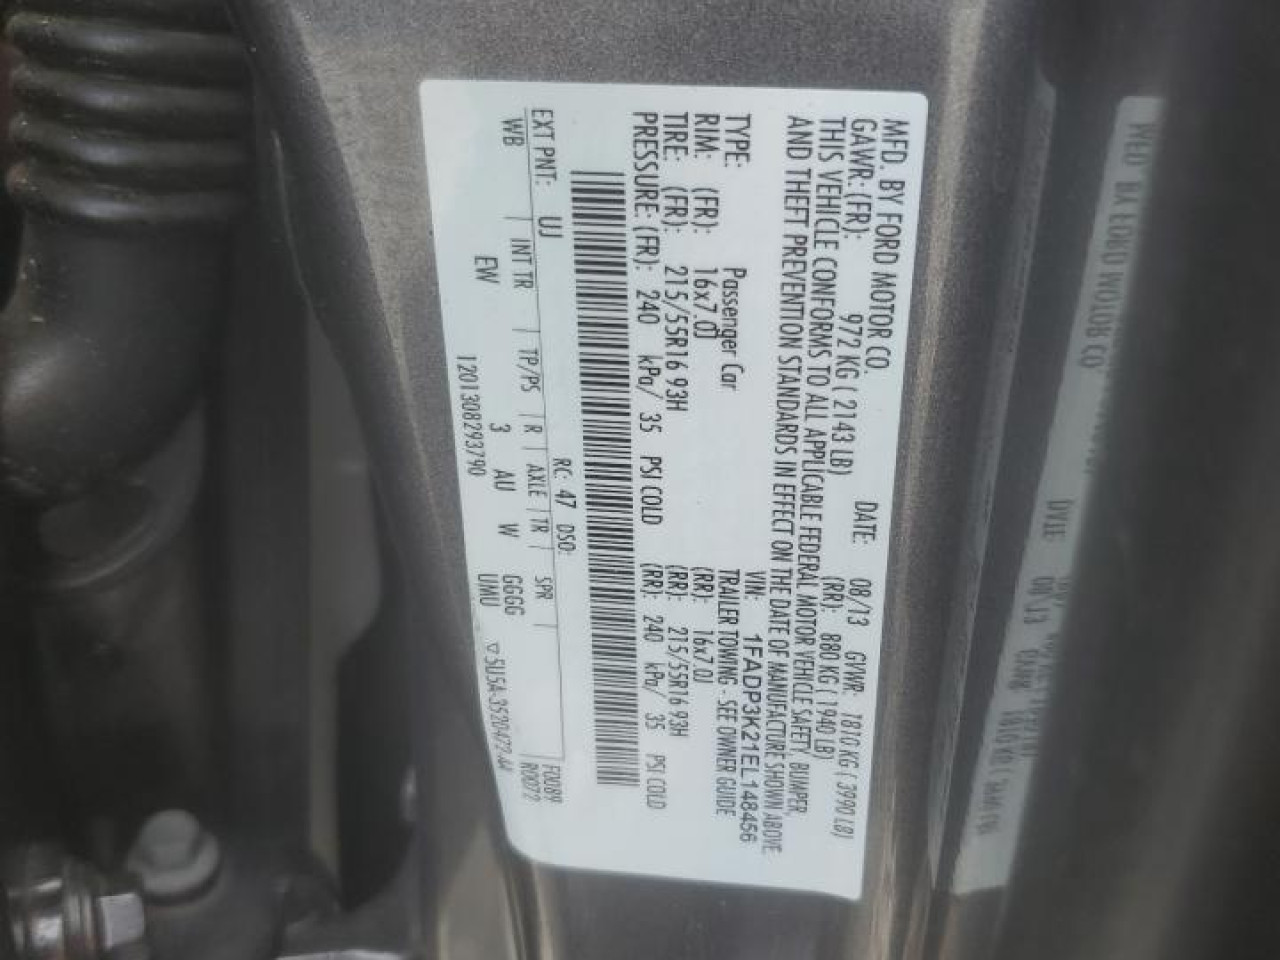 MFD. BY FORD MOTOR CO.
DATE: 08/13 GVWR: 1810 KG ( 3990 LB)
GAWR: (FR): 972 KG ( 2143 LB) (RR): 880 KG ( 1940 LB)
THIS VEHICLE CONFORMS TO ALL APPLICABLE FEDERAL MOTOR VEHICLE SAFETY, BUMPER,
AND THEFT PREVENTION STANDARDS IN EFFECT ON THE DATE OF MANUFACTURE SHOWN ABOVE.
VIN: 1FADP3K21EL148456
TYPE: Passenger Car TRAILER TOWING - SEE OWNER GUIDE
RIM: (FR): 16x7.0J (RR): 16x7.0J
TIRE: (FR): 215/55R16 93H (RR): 215/55R16 93H
PRESSURE: (FR): 240 kPa/ 35 PSI COLD (RR): 240 kPa/ 35 PSI COLD
EXT PNT: UJ RC: 47 DSO: F0089
WB INT TR TP/PS R AXLE TR SPR R0072
EW 3 AU W GGGG
UMU
1201308293790 ▽5U5A-3520472-AA